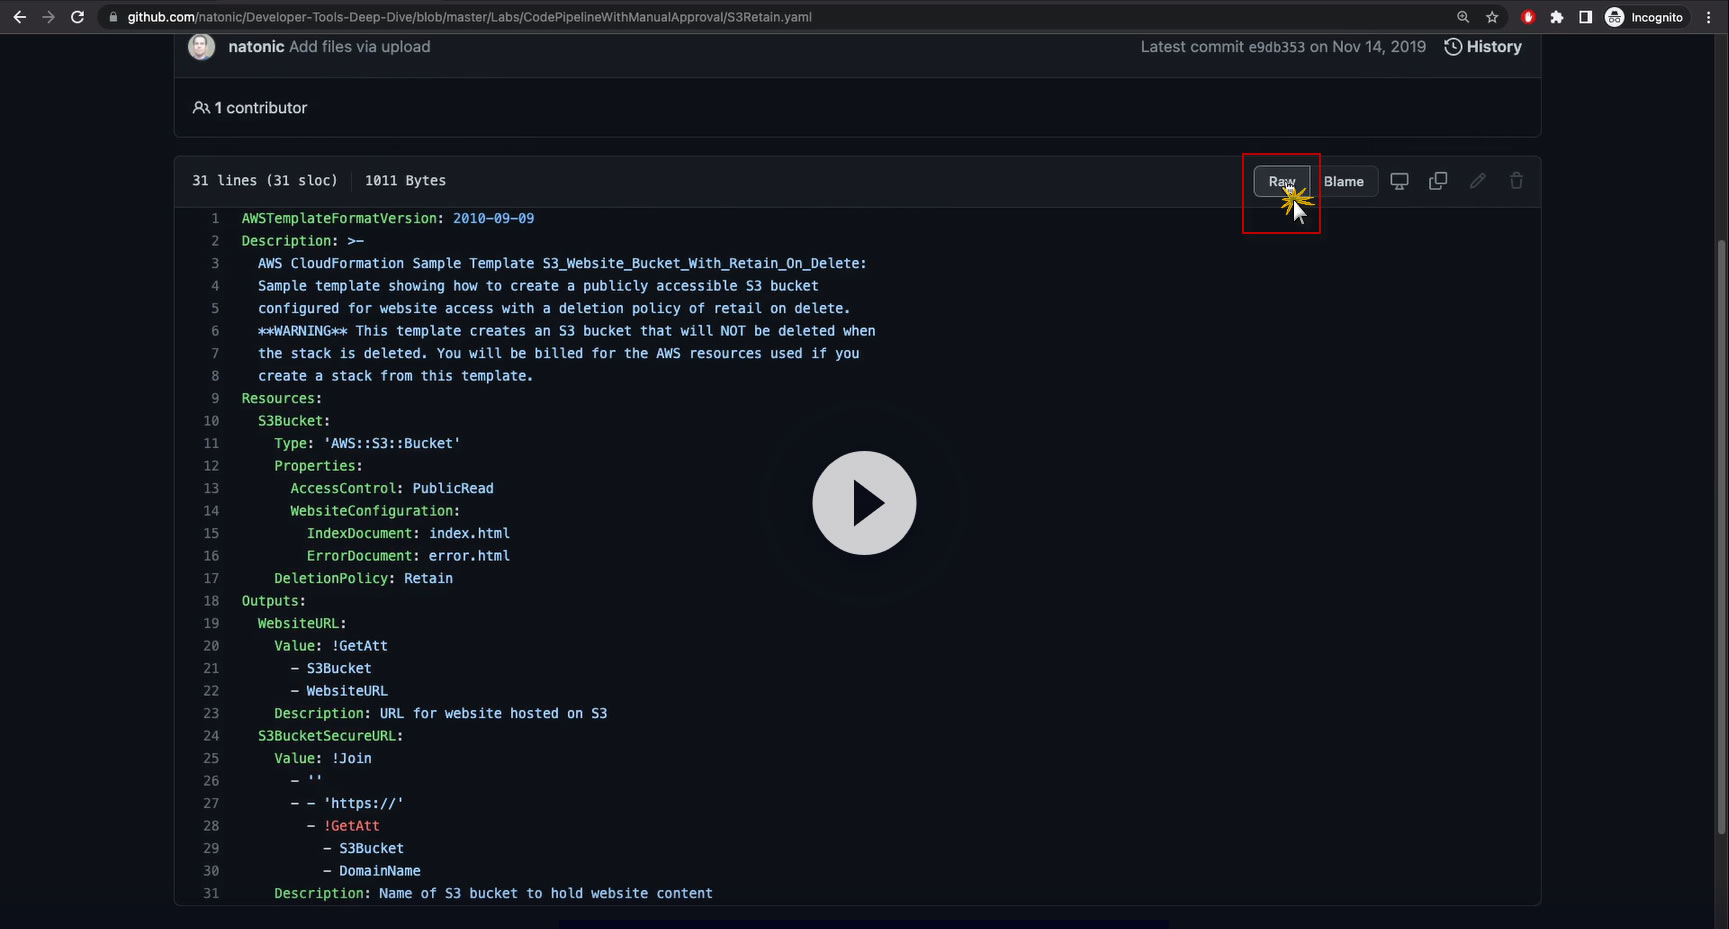 github.com/natonic/Developer-Tools-Deep-Dive/blob/master/Labs/CodePipelineWithManualApproval/S3Retain.yaml
Incognito
natonic Add files via upload
Latest commit e9db353 on Nov 14, 2019
History
1 contributor
31 lines (31 sloc)
1011 Bytes
Raw
Blame
1 AWSTemplateFormatVersion: 2010-09-09
2 Description: >-
3 AWS CloudFormation Sample Template S3_Website_Bucket_With_Retain_On_Delete:
4 Sample template showing how to create a publicly accessible S3 bucket
5 configured for website access with a deletion policy of retail on delete.
6 **WARNING** This template creates an S3 bucket that will NOT be deleted when
7 the stack is deleted. You will be billed for the AWS resources used if you
8 create a stack from this template.
9 Resources:
10 S3Bucket:
11 Type: 'AWS::S3::Bucket'
12 Properties:
13 AccessControl: PublicRead
14 WebsiteConfiguration:
15 IndexDocument: index.html
16 ErrorDocument: error.html
17 DeletionPolicy: Retain
18 Outputs:
19 WebsiteURL:
20 Value: !GetAtt
21 - S3Bucket
22 - WebsiteURL
23 Description: URL for website hosted on S3
24 S3BucketSecureURL:
25 Value: !Join
26 - ''
27 - - 'https://'
28 - !GetAtt
29 - S3Bucket
30 - DomainName
31 Description: Name of S3 bucket to hold website content